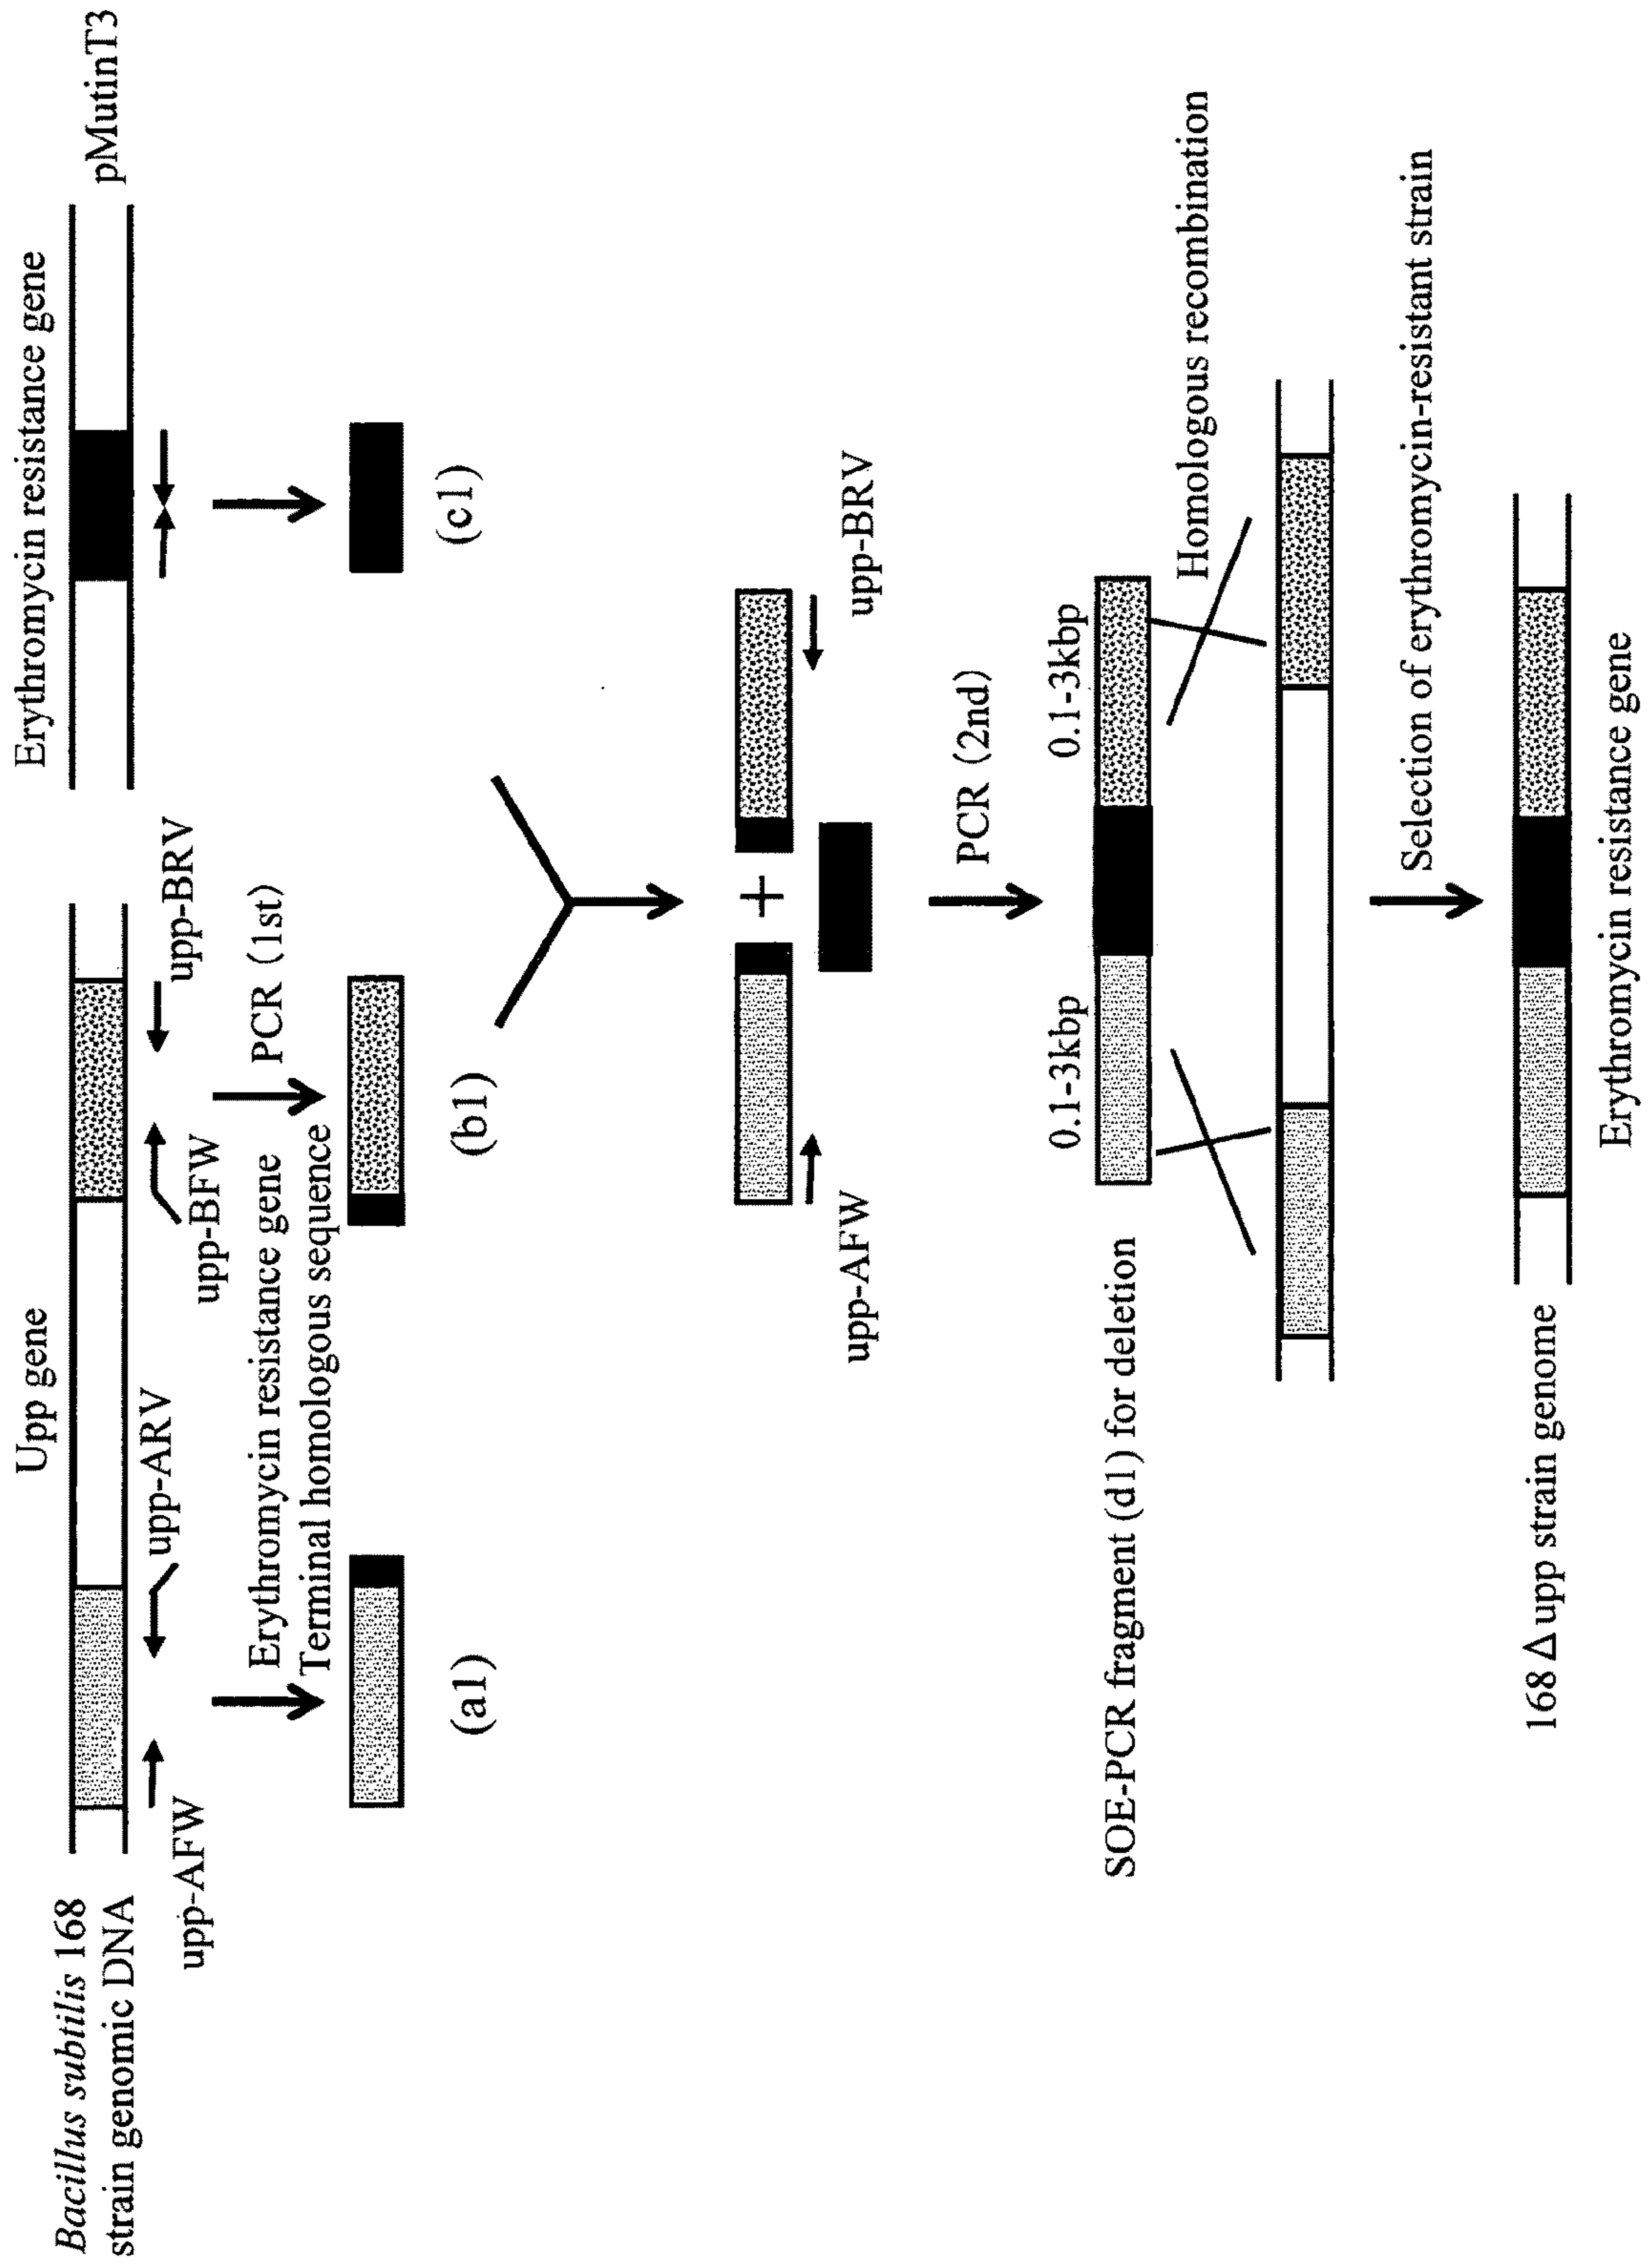 Bacillus subtilis 168
strain genomic DNA
Upp gene
Erythromycin resistance gene
pMutinT3
upp-AFW
upp-ARV
upp-BFW
upp-BRV
Erythromycin resistance gene
Terminal homologous sequence
PCR (1st)
(a1)
(b1)
(c1)
+
upp-AFW
upp-BRV
PCR (2nd)
SOE-PCR fragment (d1) for deletion
0.1-3kbp
0.1-3kbp
Homologous recombination
Selection of erythromycin-resistant strain
168 Δ upp strain genome
Erythromycin resistance gene